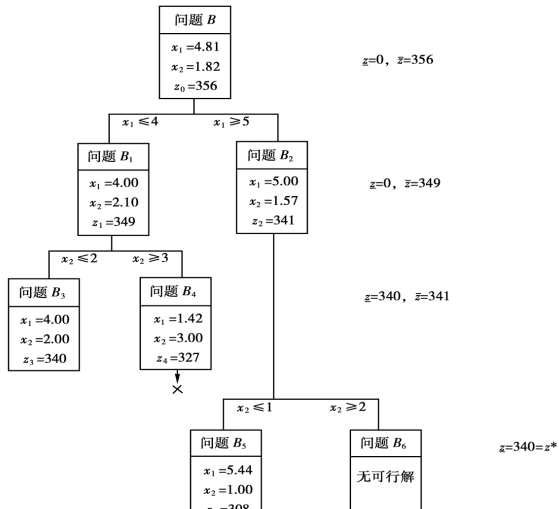 问题 B
x₁ =4.81
x₂ =1.82
z₀ =356
z̲=0，z̄=356
x₁ ⩽4
x₁ ⩾5
问题 B₁
x₁ =4.00
x₂ =2.10
z₁ =349
问题 B₂
x₁ =5.00
x₂ =1.57
z₂ =341
z̲=0，z̄=349
x₂ ⩽2
x₂ ⩾3
问题 B₃
x₁ =4.00
x₂ =2.00
z₃ =340
问题 B₄
x₁ =1.42
x₂ =3.00
z₄ =327
×
z̲=340，z̄=341
x₂ ⩽1
x₂ ⩾2
问题 B₅
x₁ =5.44
x₂ =1.00
z₅ =308
问题 B₆
无可行解
z̲=340=z*